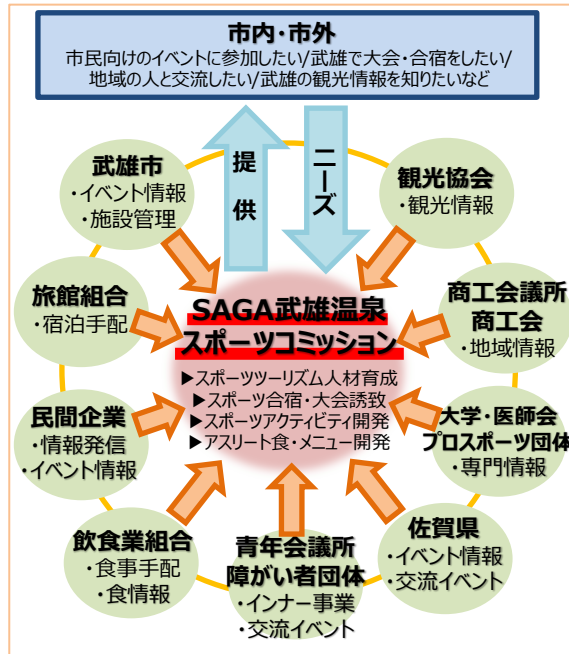 市内・市外
市民向けのイベントに参加したい/武雄で大会・合宿をしたい/
地域の人と交流したい/武雄の観光情報を知りたいなど
提供
ニーズ
武雄市
・イベント情報
・施設管理
観光協会
・観光情報
旅館組合
・宿泊手配
SAGA武雄温泉
スポーツコミッション
▶スポーツツーリズム人材育成
▶スポーツ合宿・大会誘致
▶スポーツアクティビティ開発
▶アスリート食・メニュー開発
商工会議所
商工会
・地域情報
民間企業
・情報発信
・イベント情報
大学・医師会
プロスポーツ団体
・専門情報
飲食業組合
・食事手配
・食情報
青年会議所
障がい者団体
・インナー事業
・交流イベント
佐賀県
・イベント情報
・交流イベント